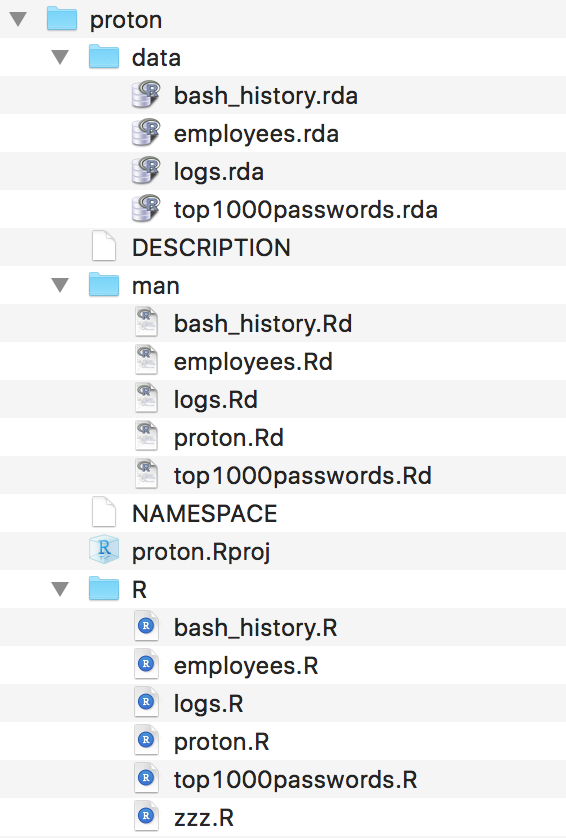 proton
data
bash_history.rda
employees.rda
logs.rda
top1000passwords.rda
DESCRIPTION
man
bash_history.Rd
employees.Rd
logs.Rd
proton.Rd
top1000passwords.Rd
NAMESPACE
proton.Rproj
R
bash_history.R
employees.R
logs.R
proton.R
top1000passwords.R
zzz.R